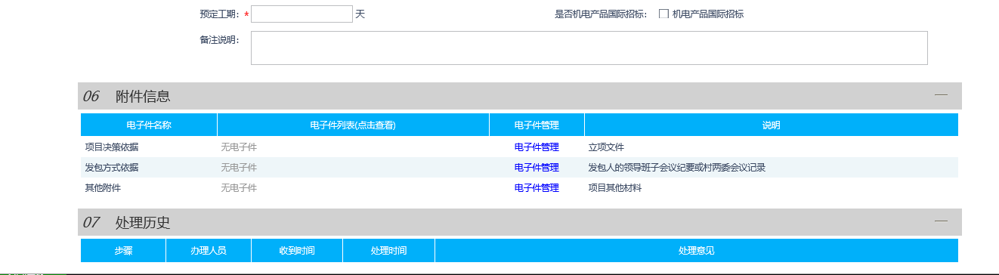 预定工期：* 天 是否机电产品国际招标： 机电产品国际招标
备注说明：
06 附件信息
电子件名称 电子件列表(点击查看) 电子件管理 说明
项目决策依据 无电子件 电子件管理 立项文件
发包方式依据 无电子件 电子件管理 发包人的领导班子会议纪要或村两委会议记录
其他附件 无电子件 电子件管理 项目其他材料
07 处理历史
步骤 办理人员 收到时间 处理时间 处理意见